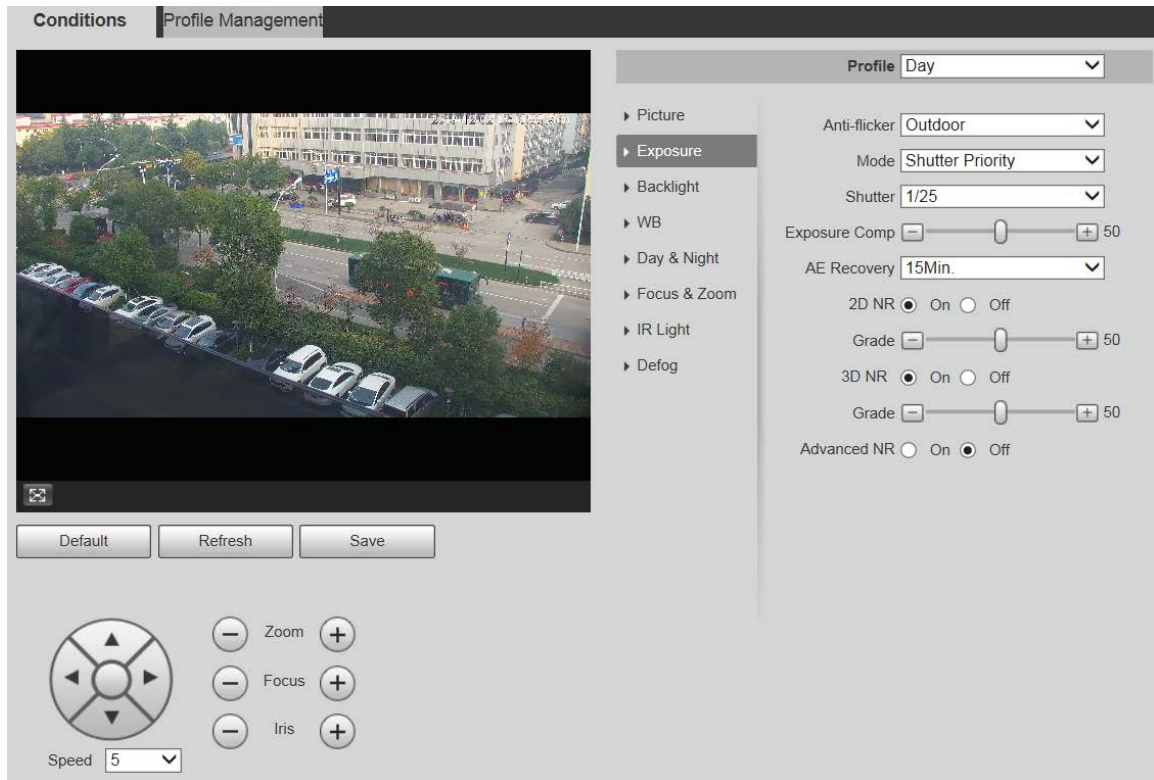 Conditions
Profile Management
Profile Day
Picture
Exposure
Backlight
WB
Day & Night
Focus & Zoom
IR Light
Defog
Anti-flicker Outdoor
Mode Shutter Priority
Shutter 1/25
Exposure Comp 50
AE Recovery 15Min.
2D NR On Off
Grade 50
3D NR On Off
Grade 50
Advanced NR On Off
Default Refresh Save
Zoom
Focus
Iris
Speed 5